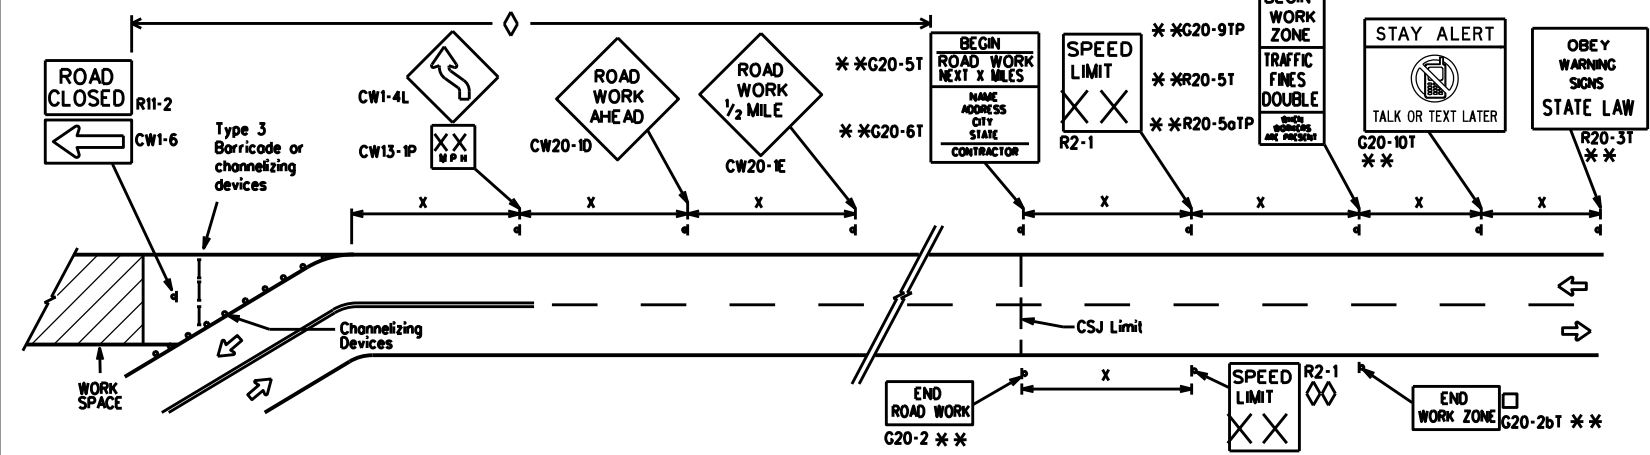 ROAD
CLOSED
R11-2
CW1-6
Type 3
Barricade or
channelizing
devices
CW1-4L
XX
MPH
CW13-1P
ROAD
WORK
AHEAD
CW20-1D
ROAD
WORK
1/2 MILE
CW20-1E
* *G20-5T
* *G20-6T
BEGIN
ROAD WORK
NEXT X MILES
NAME
ADDRESS
CITY
STATE
CONTRACTOR
SPEED
LIMIT
XX
R2-1
* *G20-9TP
* *R20-5T
* *R20-5aTP
BEGIN
WORK
ZONE
TRAFFIC
FINES
DOUBLE
WHEN
WORKERS
ARE PRESENT
STAY ALERT
TALK OR TEXT LATER
G20-10T
* *
OBEY
WARNING
SIGNS
STATE LAW
R20-3T
* *
X
X
X
X
X
X
X
Channelizing
Devices
WORK
SPACE
CSJ Limit
END
ROAD WORK
G20-2 * *
X
SPEED
LIMIT
XX
R2-1
END
WORK ZONE
G20-2bT * *